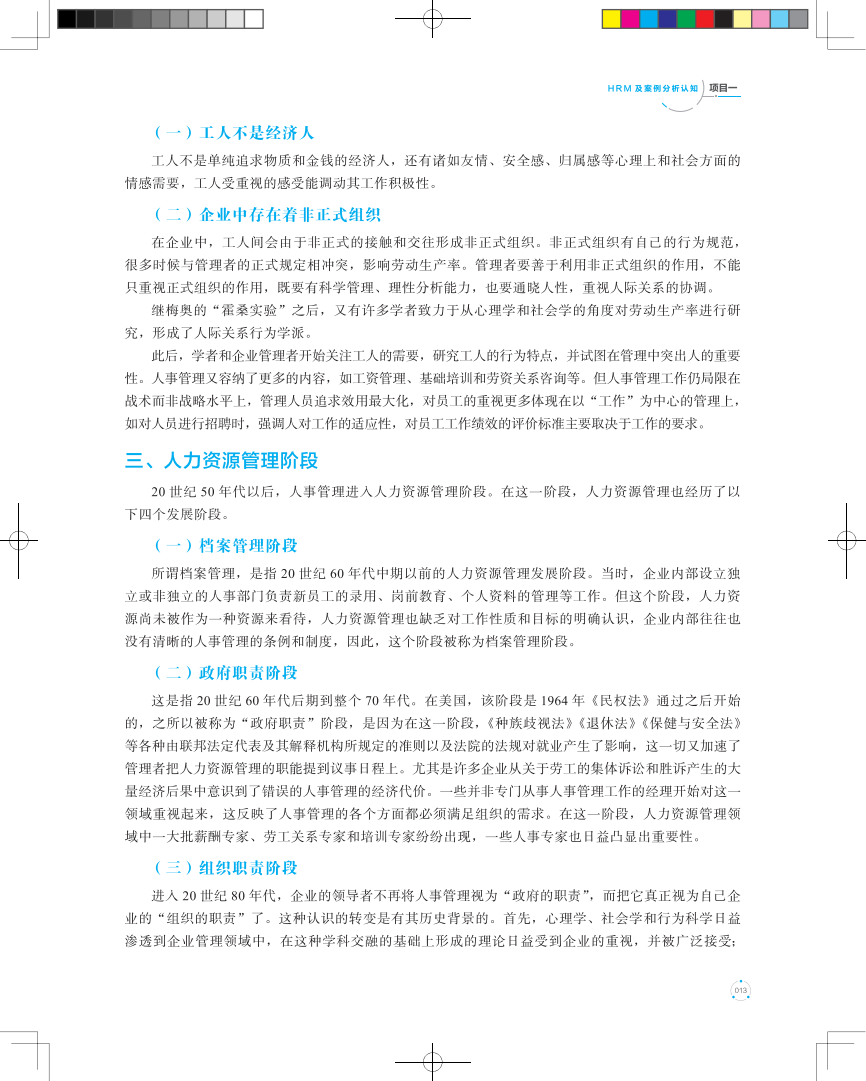 HRM 及案例分析认知 项目一
（一）工人不是经济人
工人不是单纯追求物质和金钱的经济人，还有诸如友情、安全感、归属感等心理上和社会方面的
情感需要，工人受重视的感受能调动其工作积极性。
（二）企业中存在着非正式组织
在企业中，工人间会由于非正式的接触和交往形成非正式组织。非正式组织有自己的行为规范，
很多时候与管理者的正式规定相冲突，影响劳动生产率。管理者要善于利用非正式组织的作用，不能
只重视正式组织的作用，既要有科学管理、理性分析能力，也要通晓人性，重视人际关系的协调。
继梅奥的“霍桑实验”之后，又有许多学者致力于从心理学和社会学的角度对劳动生产率进行研
究，形成了人际关系行为学派。
此后，学者和企业管理者开始关注工人的需要，研究工人的行为特点，并试图在管理中突出人的重要
性。人事管理又容纳了更多的内容，如工资管理、基础培训和劳资关系咨询等。但人事管理工作仍局限在
战术而非战略水平上，管理人员追求效用最大化，对员工的重视更多体现在以“工作”为中心的管理上，
如对人员进行招聘时，强调人对工作的适应性，对员工工作绩效的评价标准主要取决于工作的要求。
三、人力资源管理阶段
20 世纪 50 年代以后，人事管理进入人力资源管理阶段。在这一阶段，人力资源管理也经历了以
下四个发展阶段。
（一）档案管理阶段
所谓档案管理，是指 20 世纪 60 年代中期以前的人力资源管理发展阶段。当时，企业内部设立独
立或非独立的人事部门负责新员工的录用、岗前教育、个人资料的管理等工作。但这个阶段，人力资
源尚未被作为一种资源来看待，人力资源管理也缺乏对工作性质和目标的明确认识，企业内部往往也
没有清晰的人事管理的条例和制度，因此，这个阶段被称为档案管理阶段。
（二）政府职责阶段
这是指 20 世纪 60 年代后期到整个 70 年代。在美国，该阶段是 1964 年《民权法》通过之后开始
的，之所以被称为“政府职责”阶段，是因为在这一阶段，《种族歧视法》《退休法》《保健与安全法》
等各种由联邦法定代表及其解释机构所规定的准则以及法院的法规对就业产生了影响，这一切又加速了
管理者把人力资源管理的职能提到议事日程上。尤其是许多企业从关于劳工的集体诉讼和胜诉产生的大
量经济后果中意识到了错误的人事管理的经济代价。一些并非专门从事人事管理工作的经理开始对这一
领域重视起来，这反映了人事管理的各个方面都必须满足组织的需求。在这一阶段，人力资源管理领
域中一大批薪酬专家、劳工关系专家和培训专家纷纷出现，一些人事专家也日益凸显出重要性。
（三）组织职责阶段
进入 20 世纪 80 年代，企业的领导者不再将人事管理视为“政府的职责”，而把它真正视为自己企
业的“组织的职责”了。这种认识的转变是有其历史背景的。首先，心理学、社会学和行为科学日益
渗透到企业管理领域中，在这种学科交融的基础上形成的理论日益受到企业的重视，并被广泛接受；
013